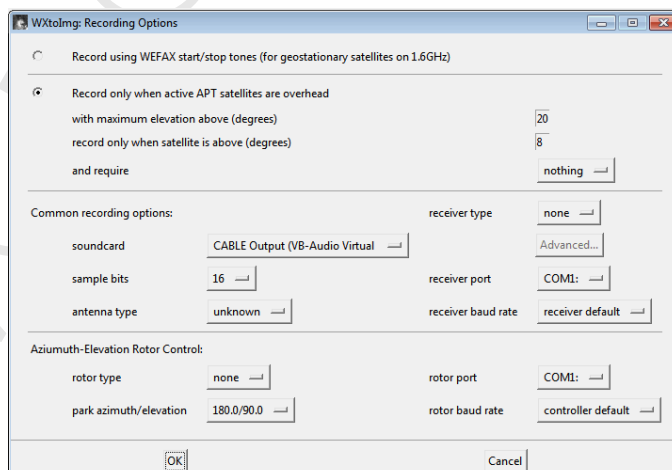 WXtoImg: Recording Options
Record using WEFAX start/stop tones (for geostationary satellites on 1.6GHz)
Record only when active APT satellites are overhead
with maximum elevation above (degrees) 20
record only when satellite is above (degrees) 8
and require nothing
Common recording options: receiver type none
soundcard CABLE Output (VB-Audio Virtual Advanced...
sample bits 16 receiver port COM1:
antenna type unknown receiver baud rate receiver default
Aziumuth-Elevation Rotor Control:
rotor type none rotor port COM1:
park azimuth/elevation 180.0/90.0 rotor baud rate controller default
OK Cancel